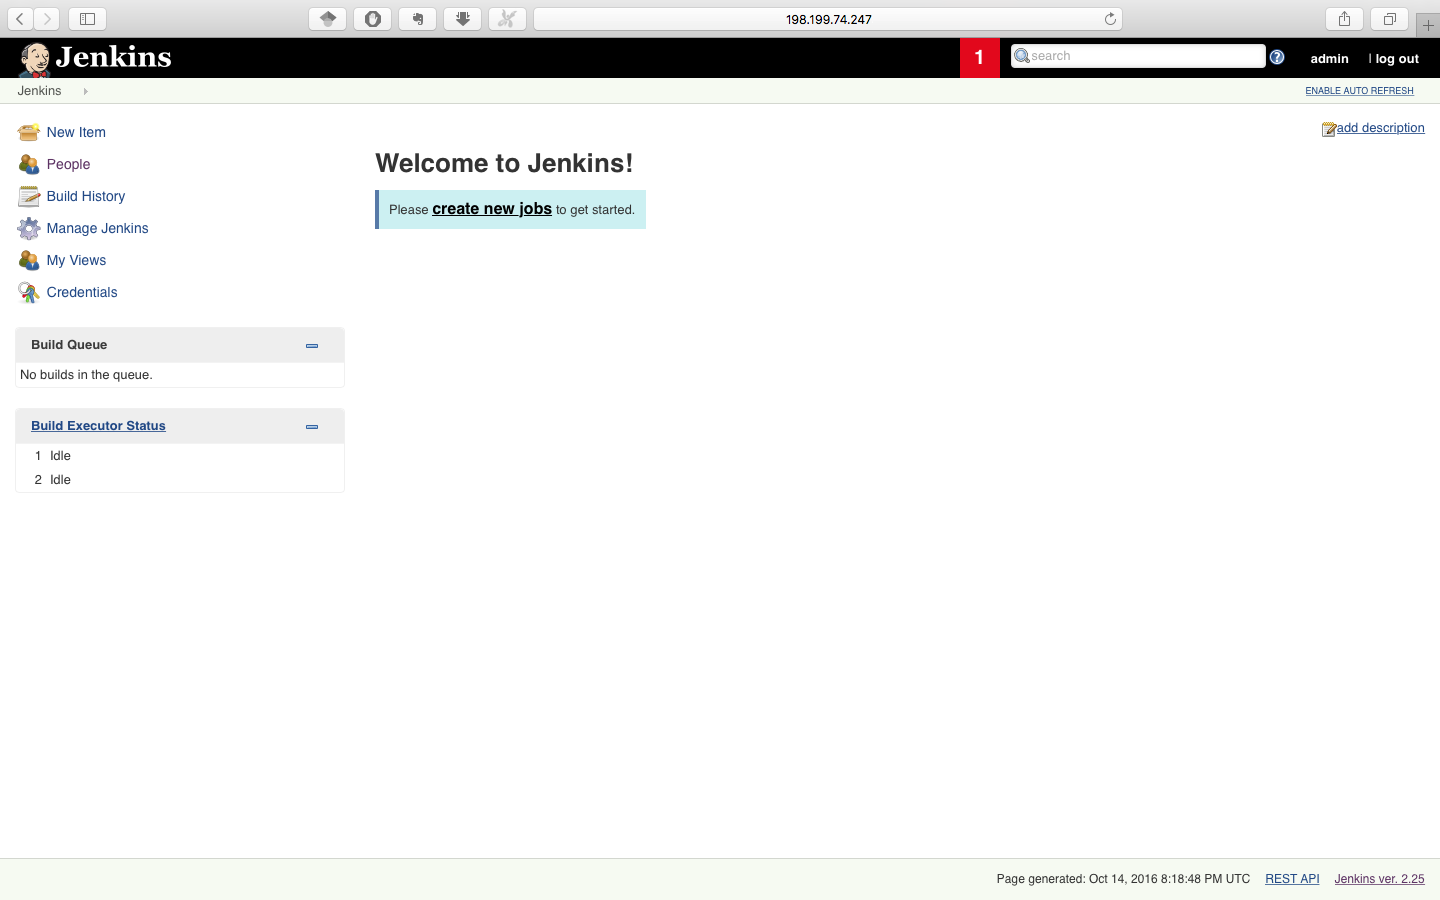 198.199.74.247
Jenkins
1
search
admin
| log out
Jenkins
ENABLE AUTO REFRESH
New Item
People
Build History
Manage Jenkins
My Views
Credentials
add description
Welcome to Jenkins!
Please create new jobs to get started.
Build Queue
No builds in the queue.
Build Executor Status
1 Idle
2 Idle
Page generated: Oct 14, 2016 8:18:48 PM UTC REST API Jenkins ver. 2.25